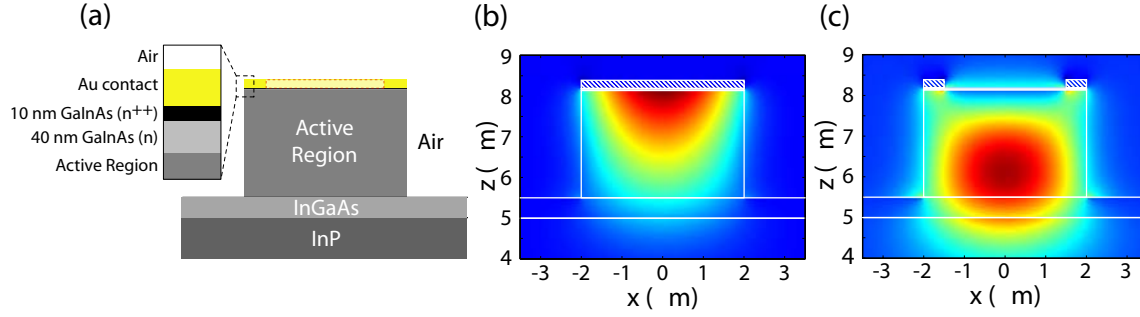 (a)
Air
Au contact
10 nm GaInAs (n++)
40 nm GaInAs (n)
Active Region
Active
Region
Air
InGaAs
InP
(b)
9
8
7
6
5
4
z ( m)
-3 -2 -1 0 1 2 3
x ( m)
(c)
9
8
7
6
5
4
z ( m)
-3 -2 -1 0 1 2 3
x ( m)